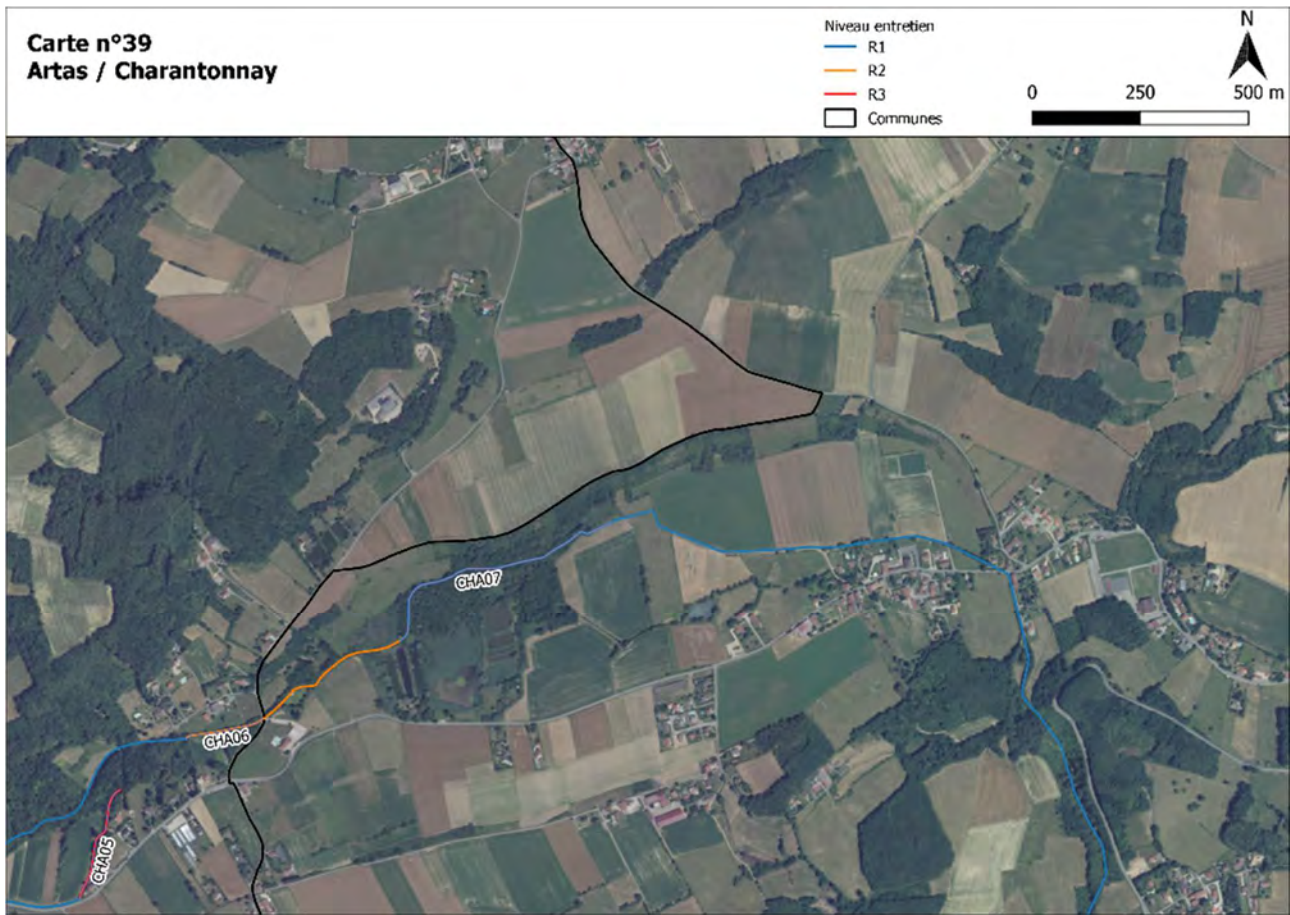 Carte n°39
Artas / Charantonnay
Niveau entretien
R1
R2
R3
Communes
N
0 250 500 m
CHA07
CHA06
CHA05